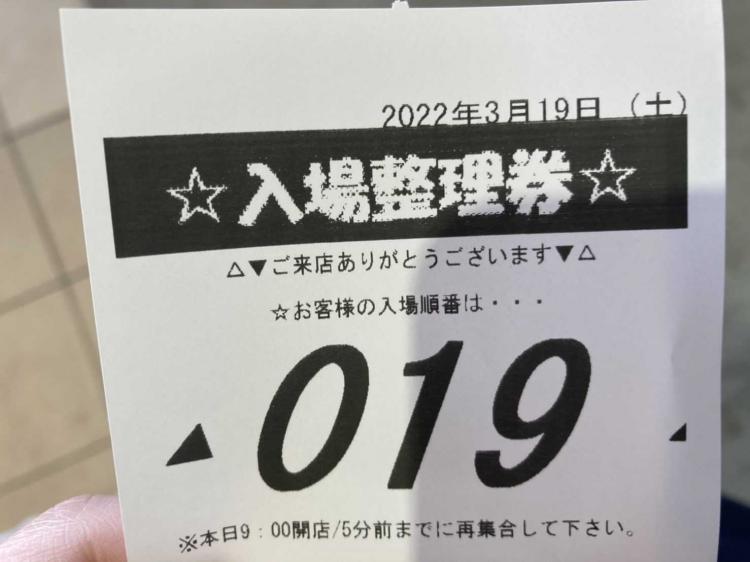 2022年3月19日 (土)
☆入場整理券☆
△▼ご来店ありがとうございます▼△
☆お客様の入場順番は・・・
▲019▲
※本日9:00開店/5分前までに再集合して下さい。